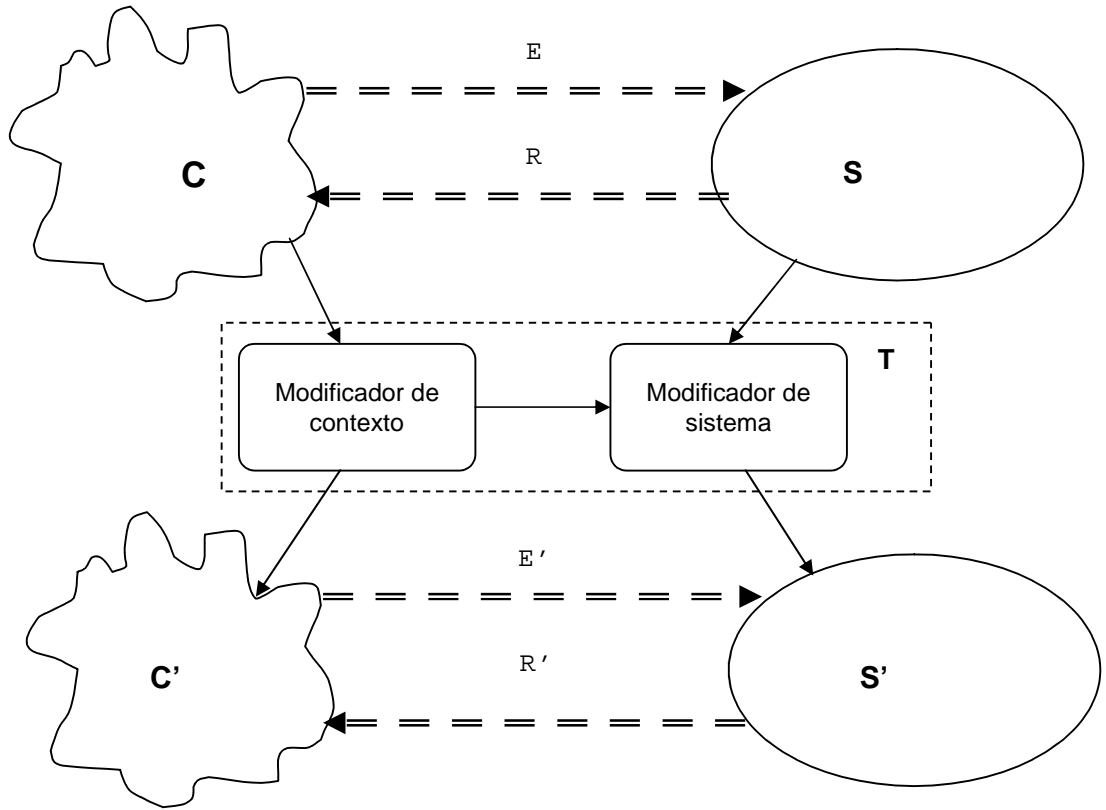 E
R
C
S
T
Modificador de
contexto
Modificador de
sistema
E’
R’
C’
S’